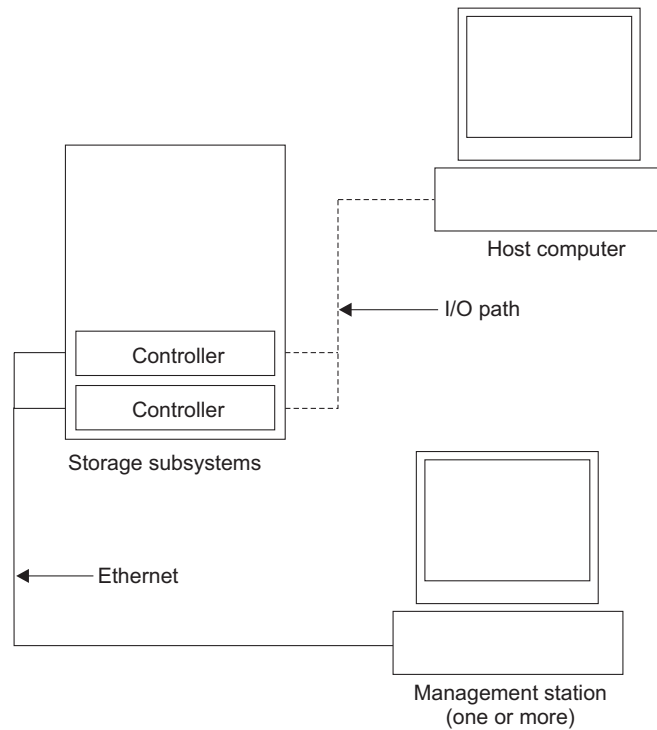 Host computer
I/O path
Controller
Controller
Storage subsystems
Ethernet
Management station
(one or more)